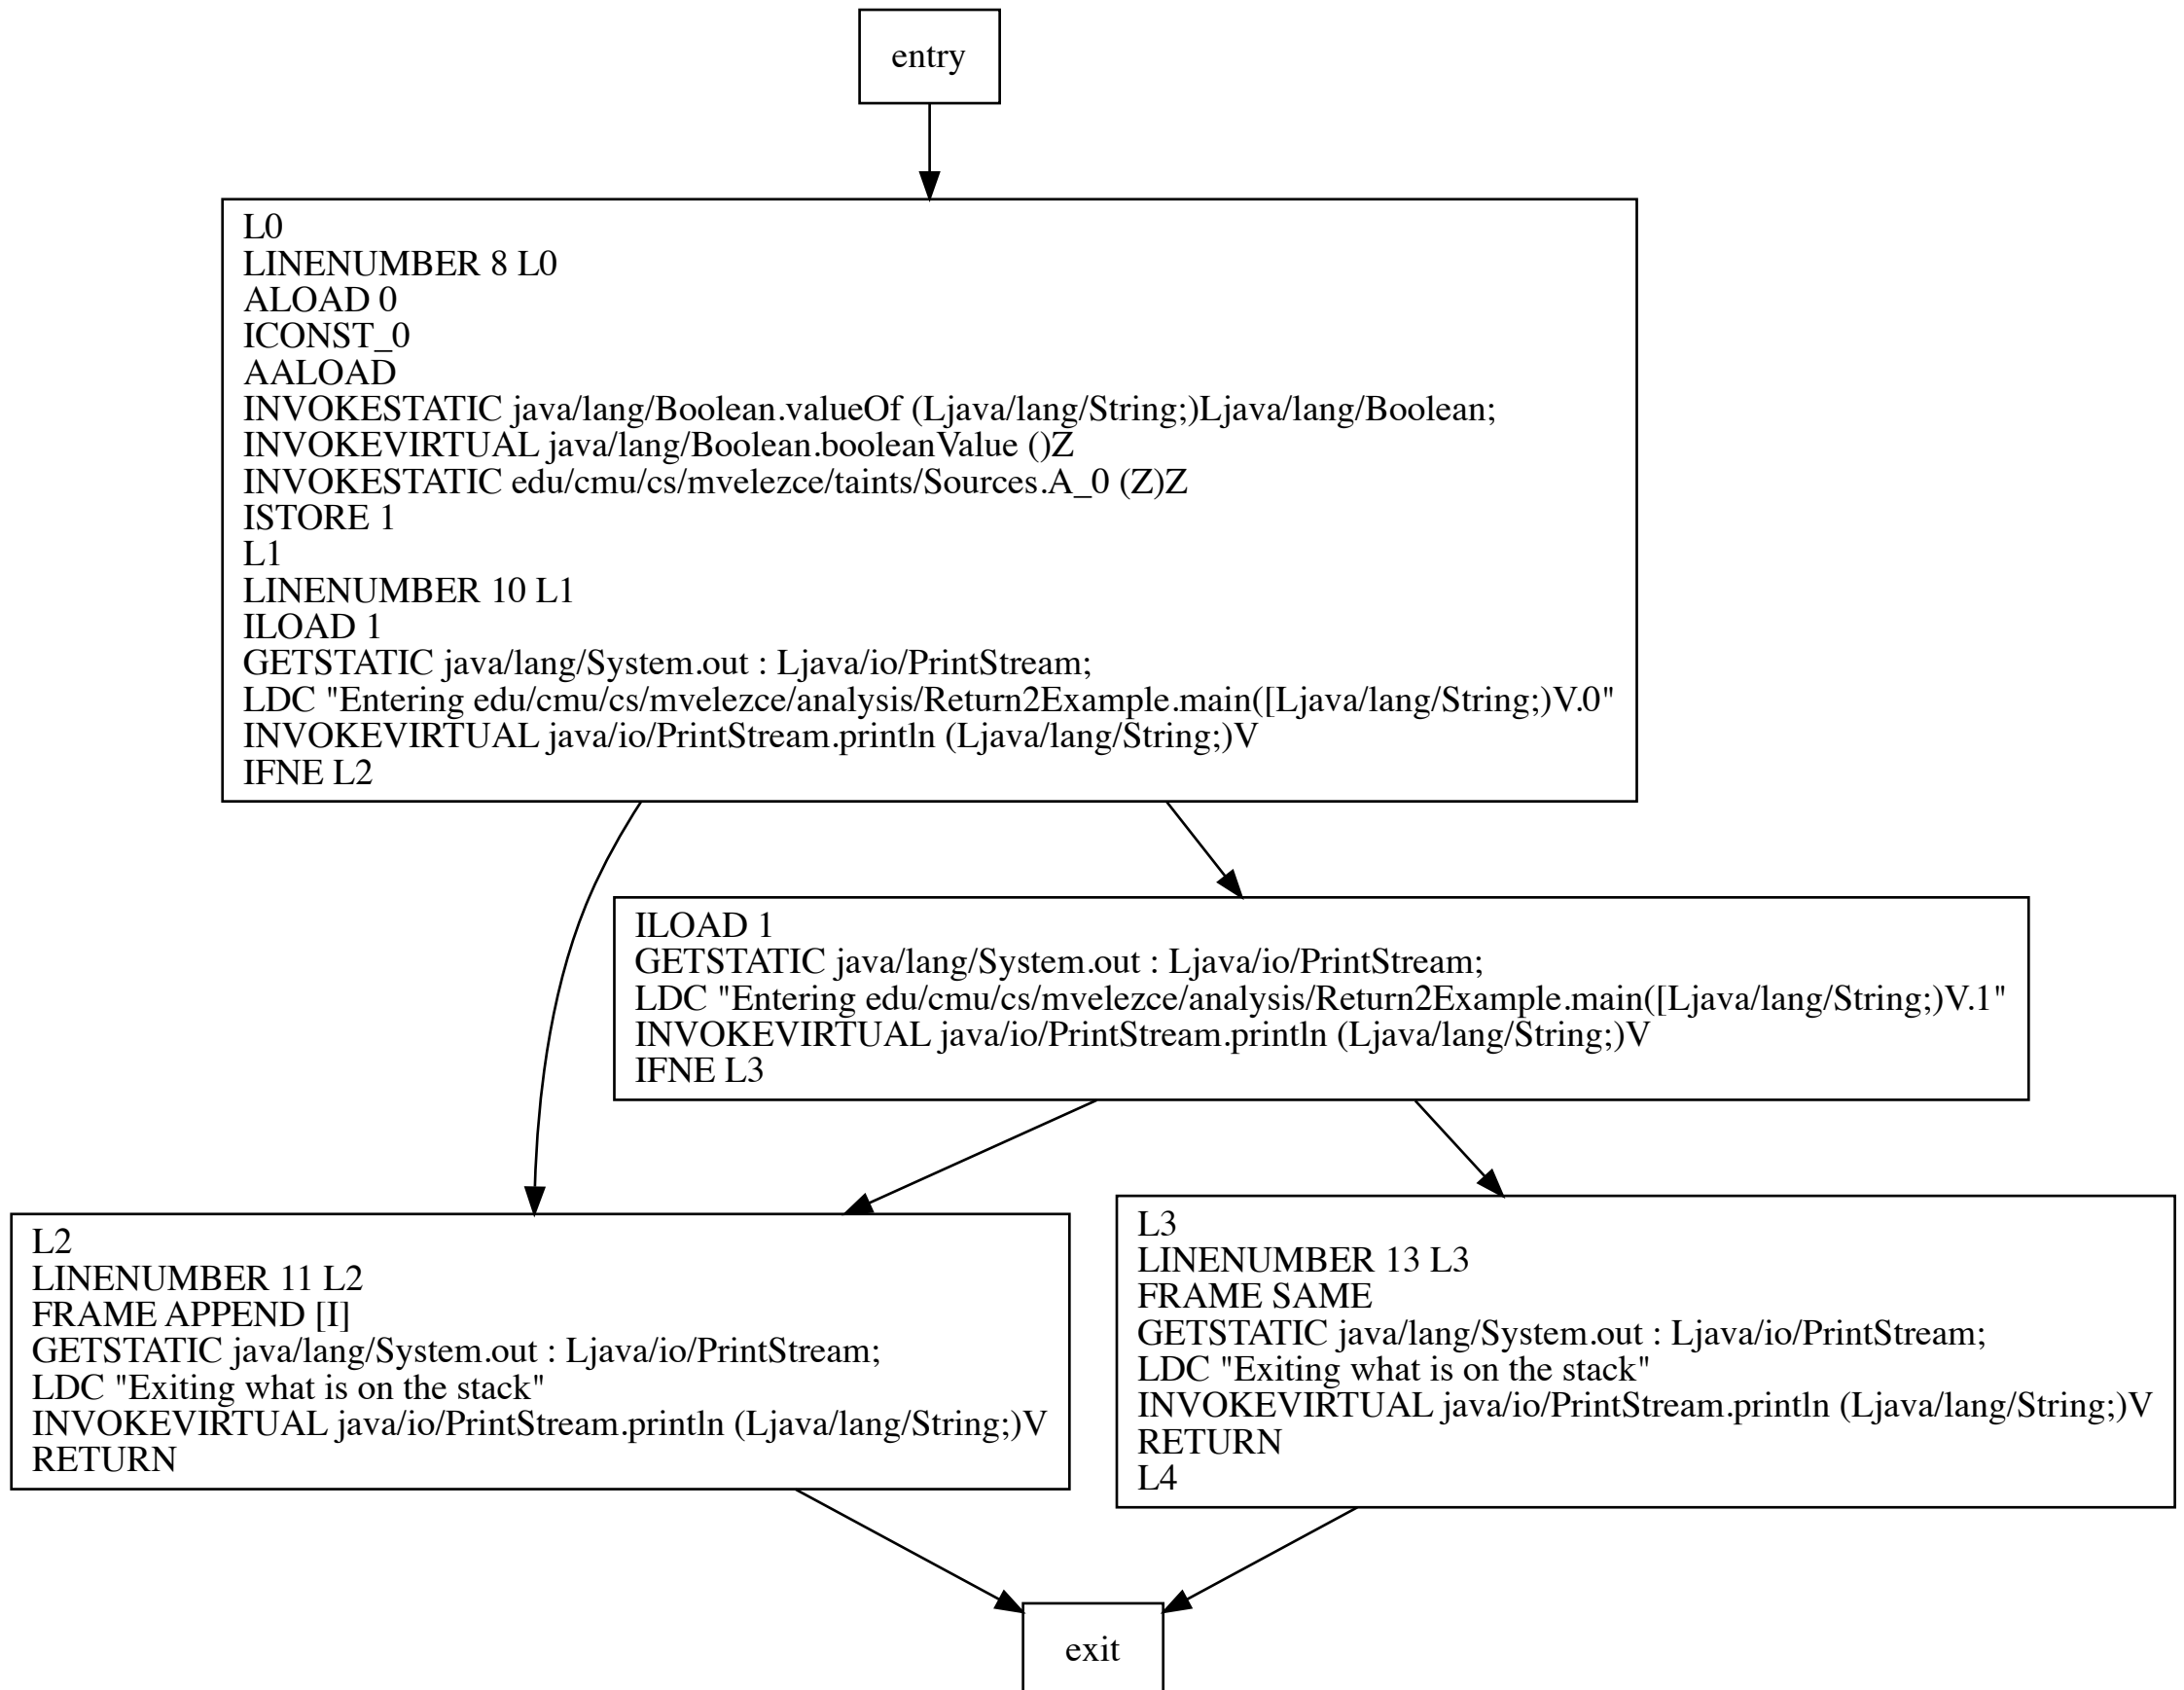 entry
L0
LINENUMBER 8 L0
ALOAD 0
ICONST_0
AALOAD
INVOKESTATIC java/lang/Boolean.valueOf (Ljava/lang/String;)Ljava/lang/Boolean;
INVOKEVIRTUAL java/lang/Boolean.booleanValue ()Z
INVOKESTATIC edu/cmu/cs/mvelezce/taints/Sources.A_0 (Z)Z
ISTORE 1
L1
LINENUMBER 10 L1
ILOAD 1
GETSTATIC java/lang/System.out : Ljava/io/PrintStream;
LDC "Entering edu/cmu/cs/mvelezce/analysis/Return2Example.main([Ljava/lang/String;)V.0"
INVOKEVIRTUAL java/io/PrintStream.println (Ljava/lang/String;)V
IFNE L2
ILOAD 1
GETSTATIC java/lang/System.out : Ljava/io/PrintStream;
LDC "Entering edu/cmu/cs/mvelezce/analysis/Return2Example.main([Ljava/lang/String;)V.1"
INVOKEVIRTUAL java/io/PrintStream.println (Ljava/lang/String;)V
IFNE L3
L2
LINENUMBER 11 L2
FRAME APPEND [I]
GETSTATIC java/lang/System.out : Ljava/io/PrintStream;
LDC "Exiting what is on the stack"
INVOKEVIRTUAL java/io/PrintStream.println (Ljava/lang/String;)V
RETURN
L3
LINENUMBER 13 L3
FRAME SAME
GETSTATIC java/lang/System.out : Ljava/io/PrintStream;
LDC "Exiting what is on the stack"
INVOKEVIRTUAL java/io/PrintStream.println (Ljava/lang/String;)V
RETURN
L4
exit